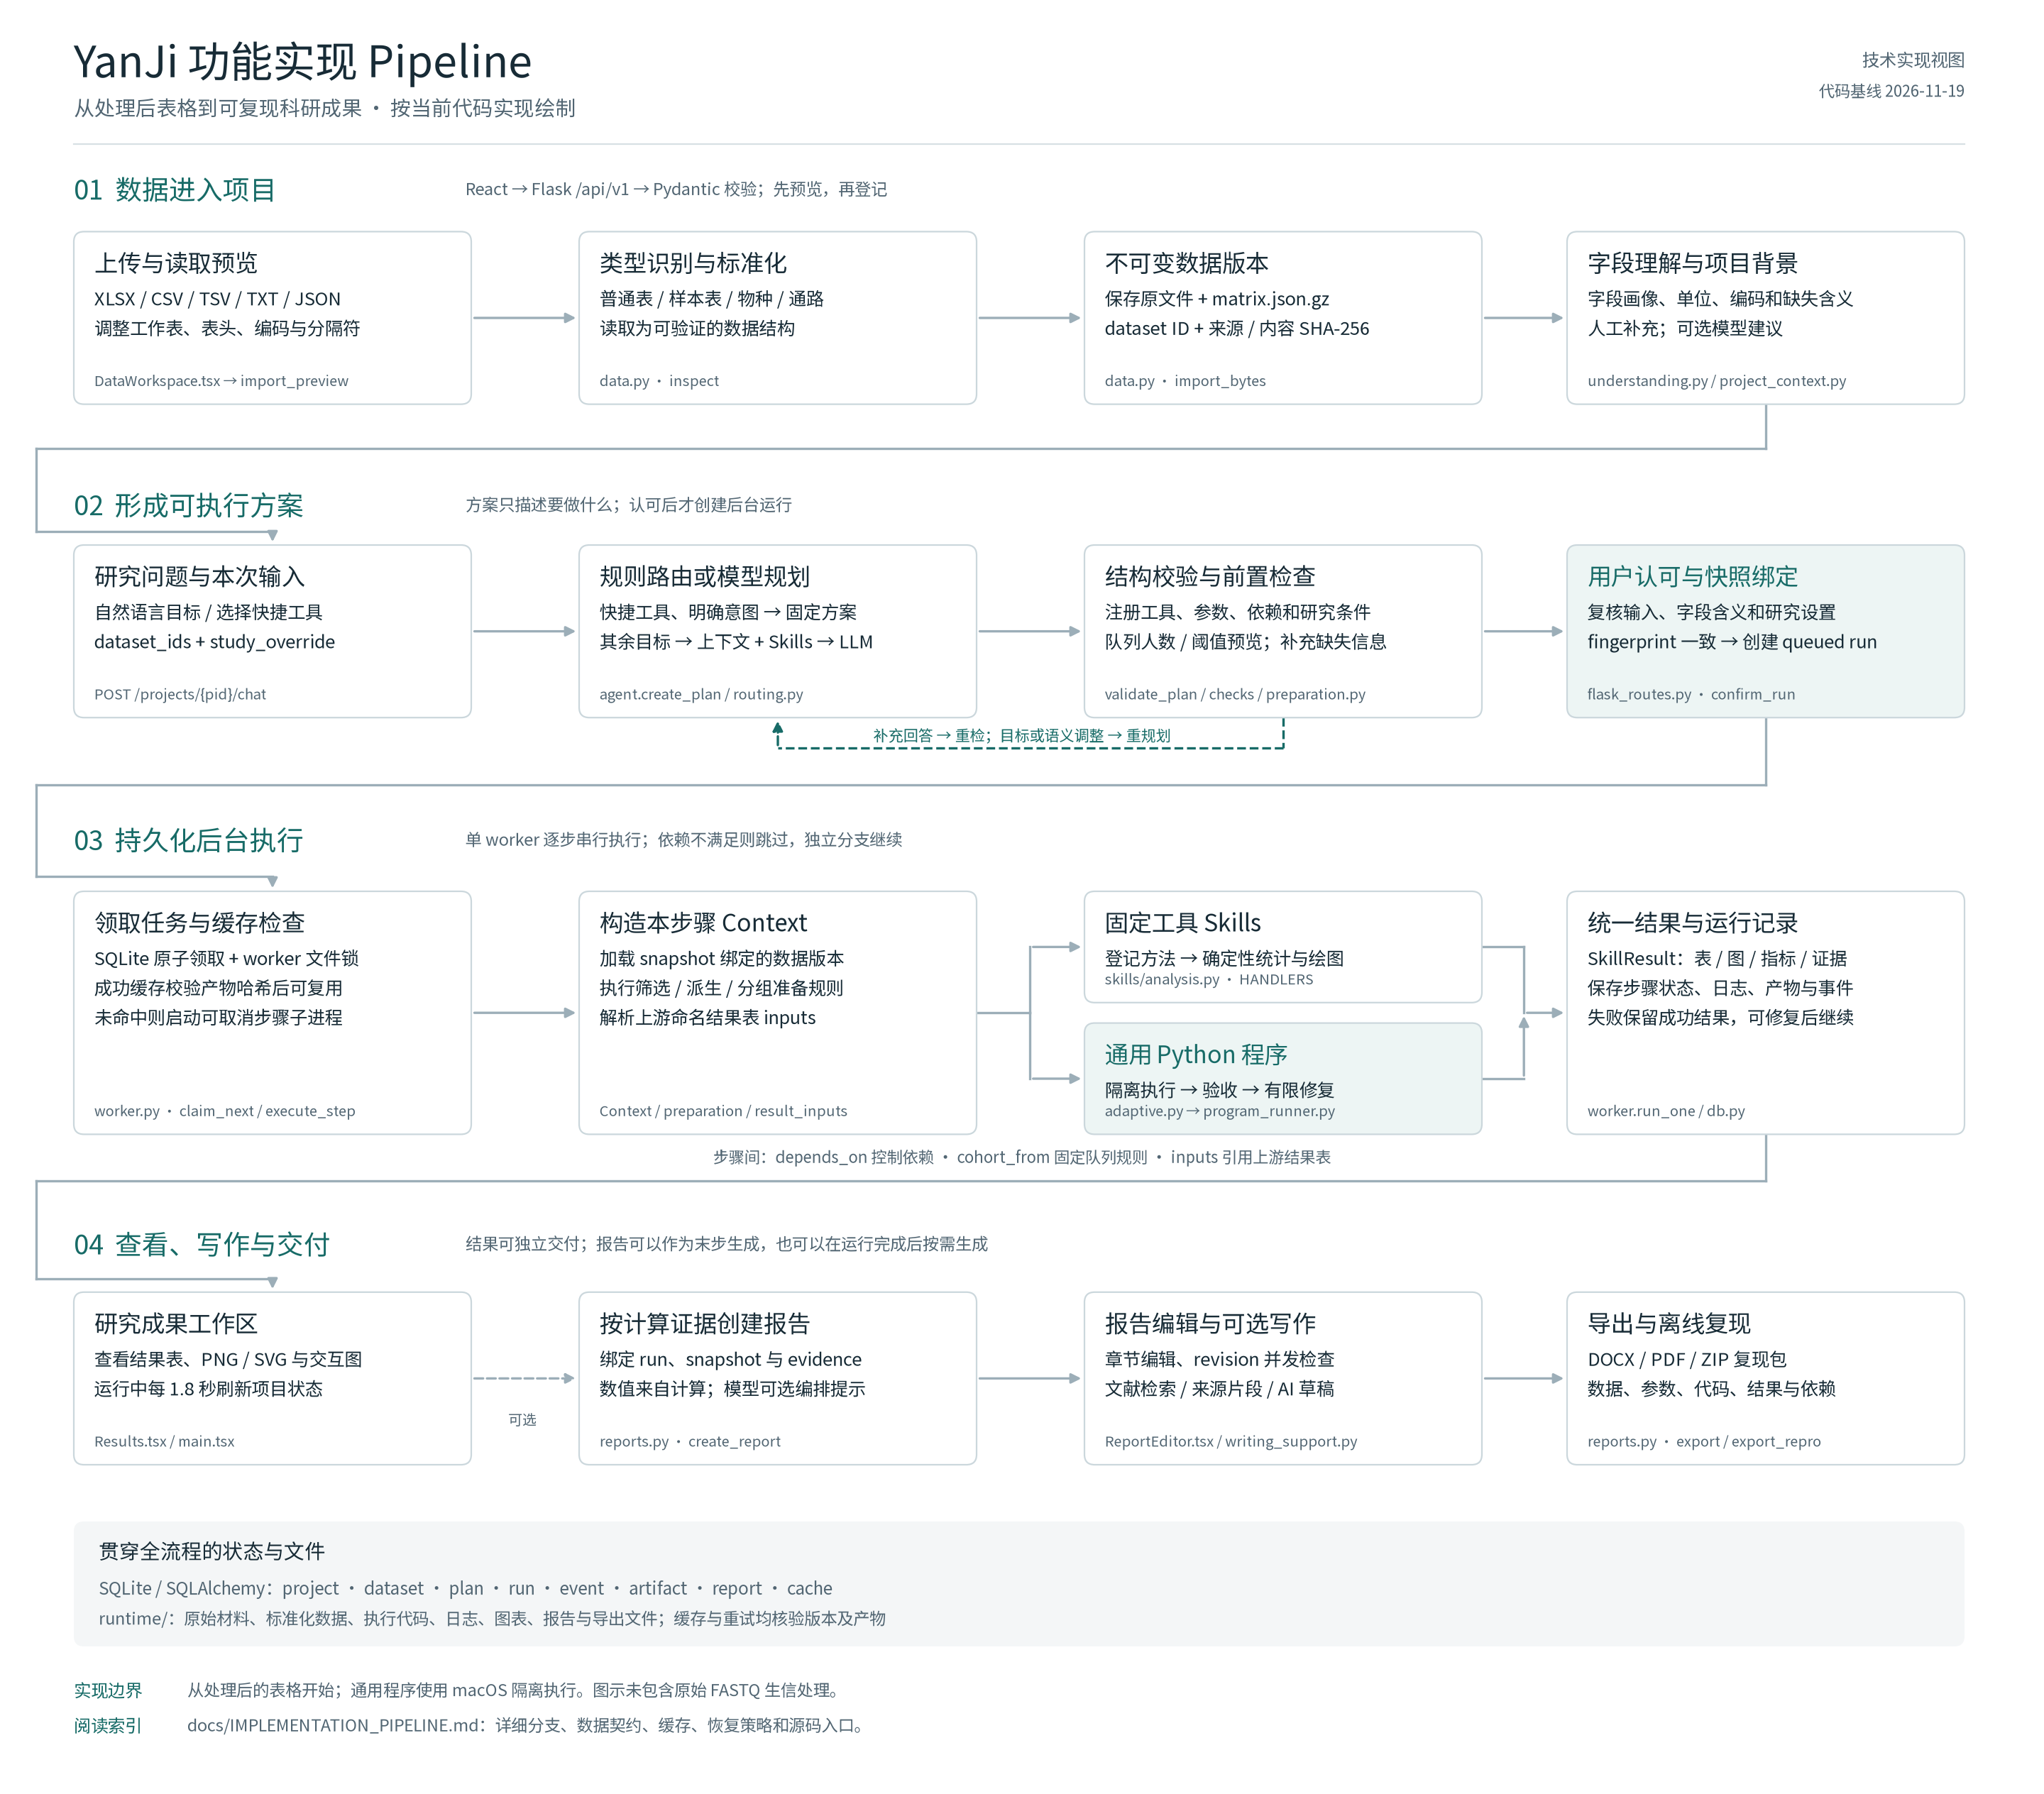 YanJi 功能实现 Pipeline
从处理后表格到可复现科研成果 · 按当前代码实现绘制
技术实现视图
代码基线 2026-11-19
01 数据进入项目
React → Flask /api/v1 → Pydantic 校验；先预览，再登记
上传与读取预览
XLSX / CSV / TSV / TXT / JSON
调整工作表、表头、编码与分隔符
DataWorkspace.tsx → import_preview
类型识别与标准化
普通表 / 样本表 / 物种 / 通路
读取为可验证的数据结构
data.py · inspect
不可变数据版本
保存原文件 + matrix.json.gz
dataset ID + 来源 / 内容 SHA-256
data.py · import_bytes
字段理解与项目背景
字段画像、单位、编码和缺失含义
人工补充；可选模型建议
understanding.py / project_context.py
02 形成可执行方案
方案只描述要做什么；认可后才创建后台运行
研究问题与本次输入
自然语言目标 / 选择快捷工具
dataset_ids + study_override
POST /projects/{pid}/chat
规则路由或模型规划
快捷工具、明确意图 → 固定方案
其余目标 → 上下文 + Skills → LLM
agent.create_plan / routing.py
结构校验与前置检查
注册工具、参数、依赖和研究条件
队列人数 / 阈值预览；补充缺失信息
validate_plan / checks / preparation.py
用户认可与快照绑定
复核输入、字段含义和研究设置
fingerprint 一致 → 创建 queued run
flask_routes.py · confirm_run
补充回答 → 重检；目标或语义调整 → 重规划
03 持久化后台执行
单 worker 逐步串行执行；依赖不满足则跳过，独立分支继续
领取任务与缓存检查
SQLite 原子领取 + worker 文件锁
成功缓存校验产物哈希后可复用
未命中则启动可取消步骤子进程
worker.py · claim_next / execute_step
构造本步骤 Context
加载 snapshot 绑定的数据版本
执行筛选 / 派生 / 分组准备规则
解析上游命名结果表 inputs
Context / preparation / result_inputs
固定工具 Skills
登记方法 → 确定性统计与绘图
skills/analysis.py · HANDLERS
通用 Python 程序
隔离执行 → 验收 → 有限修复
adaptive.py → program_runner.py
统一结果与运行记录
SkillResult：表 / 图 / 指标 / 证据
保存步骤状态、日志、产物与事件
失败保留成功结果，可修复后继续
worker.run_one / db.py
步骤间：depends_on 控制依赖 · cohort_from 固定队列规则 · inputs 引用上游结果表
04 查看、写作与交付
结果可独立交付；报告可以作为末步生成，也可以在运行完成后按需生成
研究成果工作区
查看结果表、PNG / SVG 与交互图
运行中每 1.8 秒刷新项目状态
Results.tsx / main.tsx
可选
按计算证据创建报告
绑定 run、snapshot 与 evidence
数值来自计算；模型可选编排提示
reports.py · create_report
报告编辑与可选写作
章节编辑、revision 并发检查
文献检索 / 来源片段 / AI 草稿
ReportEditor.tsx / writing_support.py
导出与离线复现
DOCX / PDF / ZIP 复现包
数据、参数、代码、结果与依赖
reports.py · export / export_repro
贯穿全流程的状态与文件
SQLite / SQLAlchemy：project · dataset · plan · run · event · artifact · report · cache
runtime/：原始材料、标准化数据、执行代码、日志、图表、报告与导出文件；缓存与重试均核验版本及产物
实现边界 从处理后的表格开始；通用程序使用 macOS 隔离执行。图示未包含原始 FASTQ 生信处理。
阅读索引 docs/IMPLEMENTATION_PIPELINE.md：详细分支、数据契约、缓存、恢复策略和源码入口。